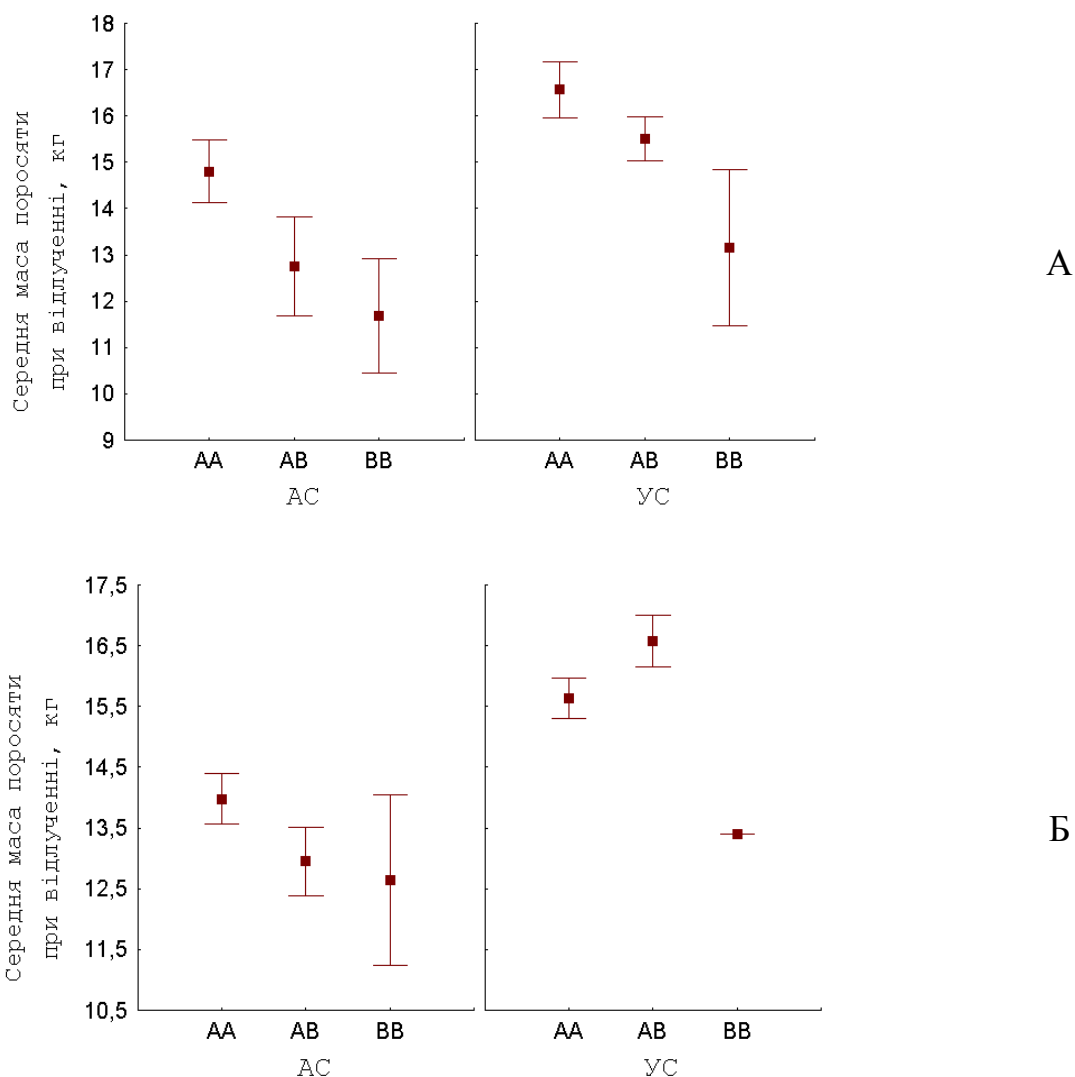 Середня маса поросяти
при відлученні, кг
18
17
16
15
14
13
12
11
10
9
AA AB BB
AC
AA AB BB
УС
А
Середня маса поросяти
при відлученні, кг
17,5
16,5
15,5
14,5
13,5
12,5
11,5
10,5
AA AB BB
АС
AA AB BB
УС
Б